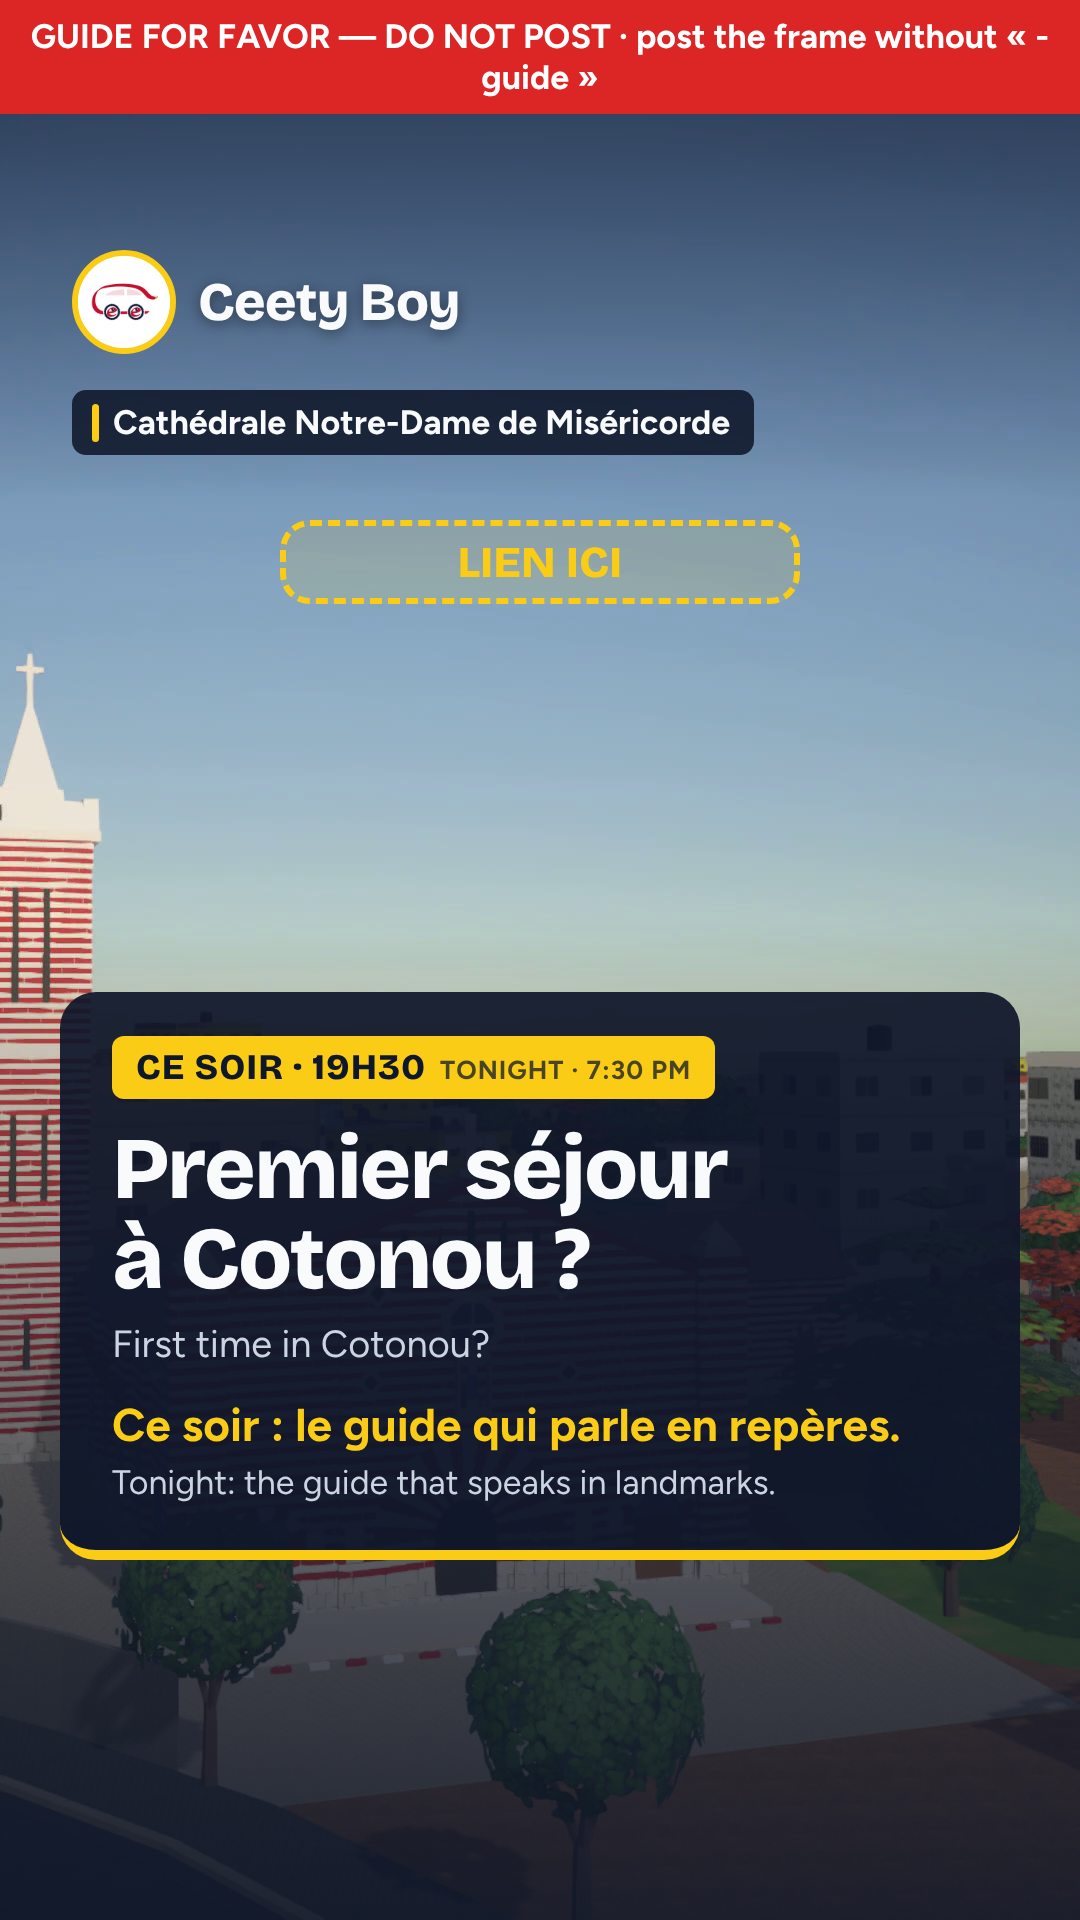 GUIDE FOR FAVOR — DO NOT POST · post the frame without « -
guide »
Ceety Boy
Cathédrale Notre-Dame de Miséricorde
LIEN ICI
CE SOIR · 19H30 TONIGHT · 7:30 PM
Premier séjour
à Cotonou ?
First time in Cotonou?
Ce soir : le guide qui parle en repères.
Tonight: the guide that speaks in landmarks.